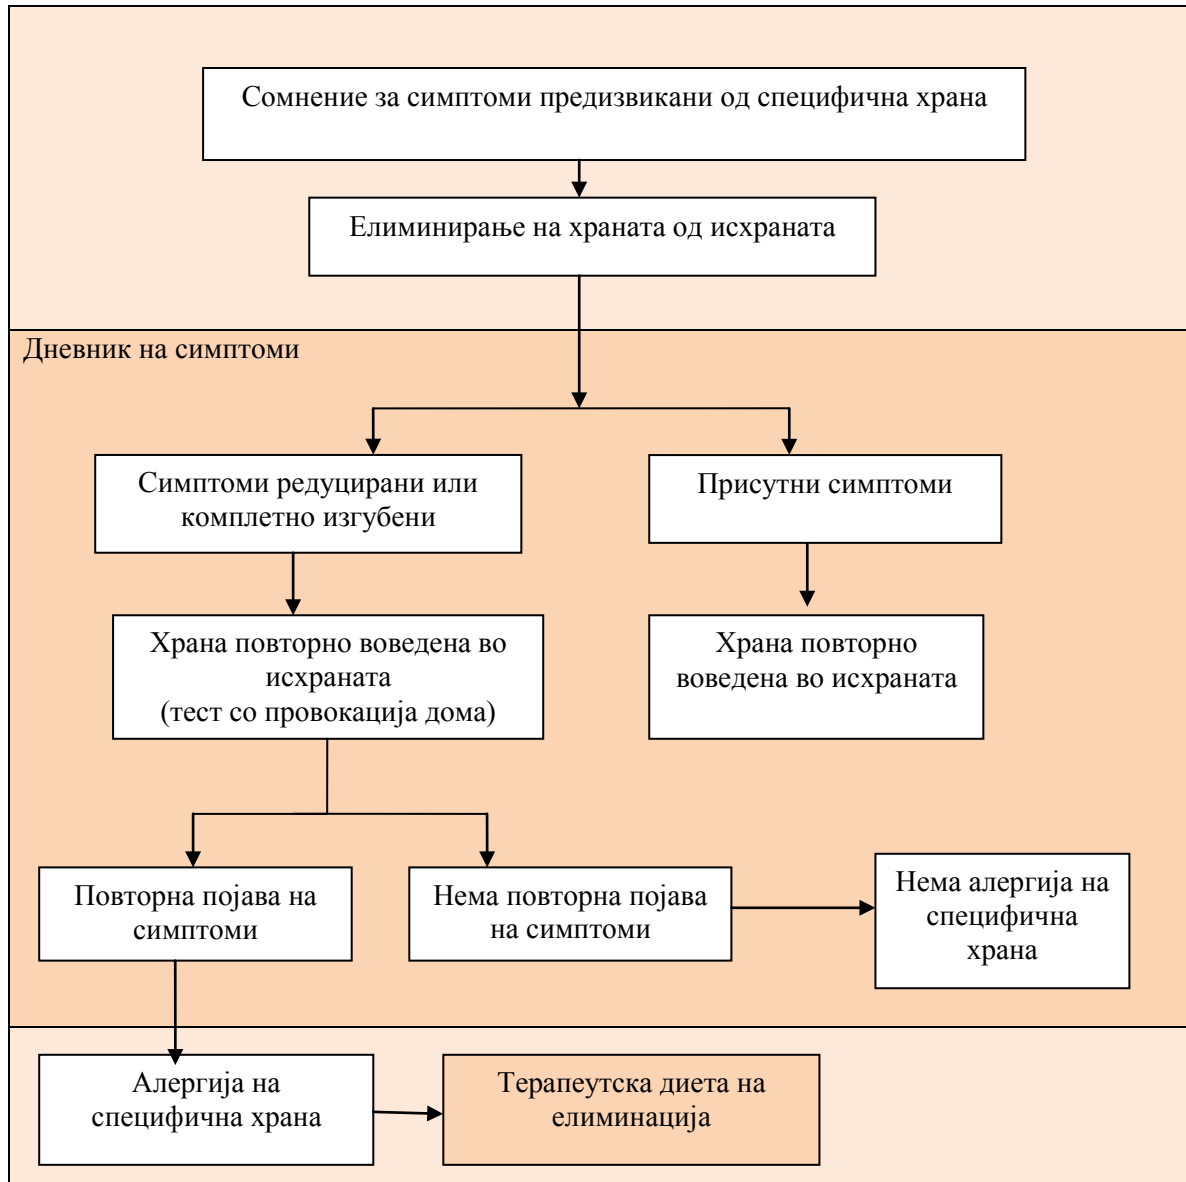 Сомнение за симптоми предизвикани од специфична храна
Елиминирање на храната од исхраната
Дневник на симптоми
Симптоми редуцирани или
комплетно изгубени
Присутни симптоми
Храна повторно воведена во
исхраната
(тест со провокација дома)
Храна повторно
воведена во исхраната
Повторна појава на
симптоми
Нема повторна појава
на симптоми
Нема алергија на
специфична
храна
Алергија на
специфична храна
Терапеутска диета на
елиминација